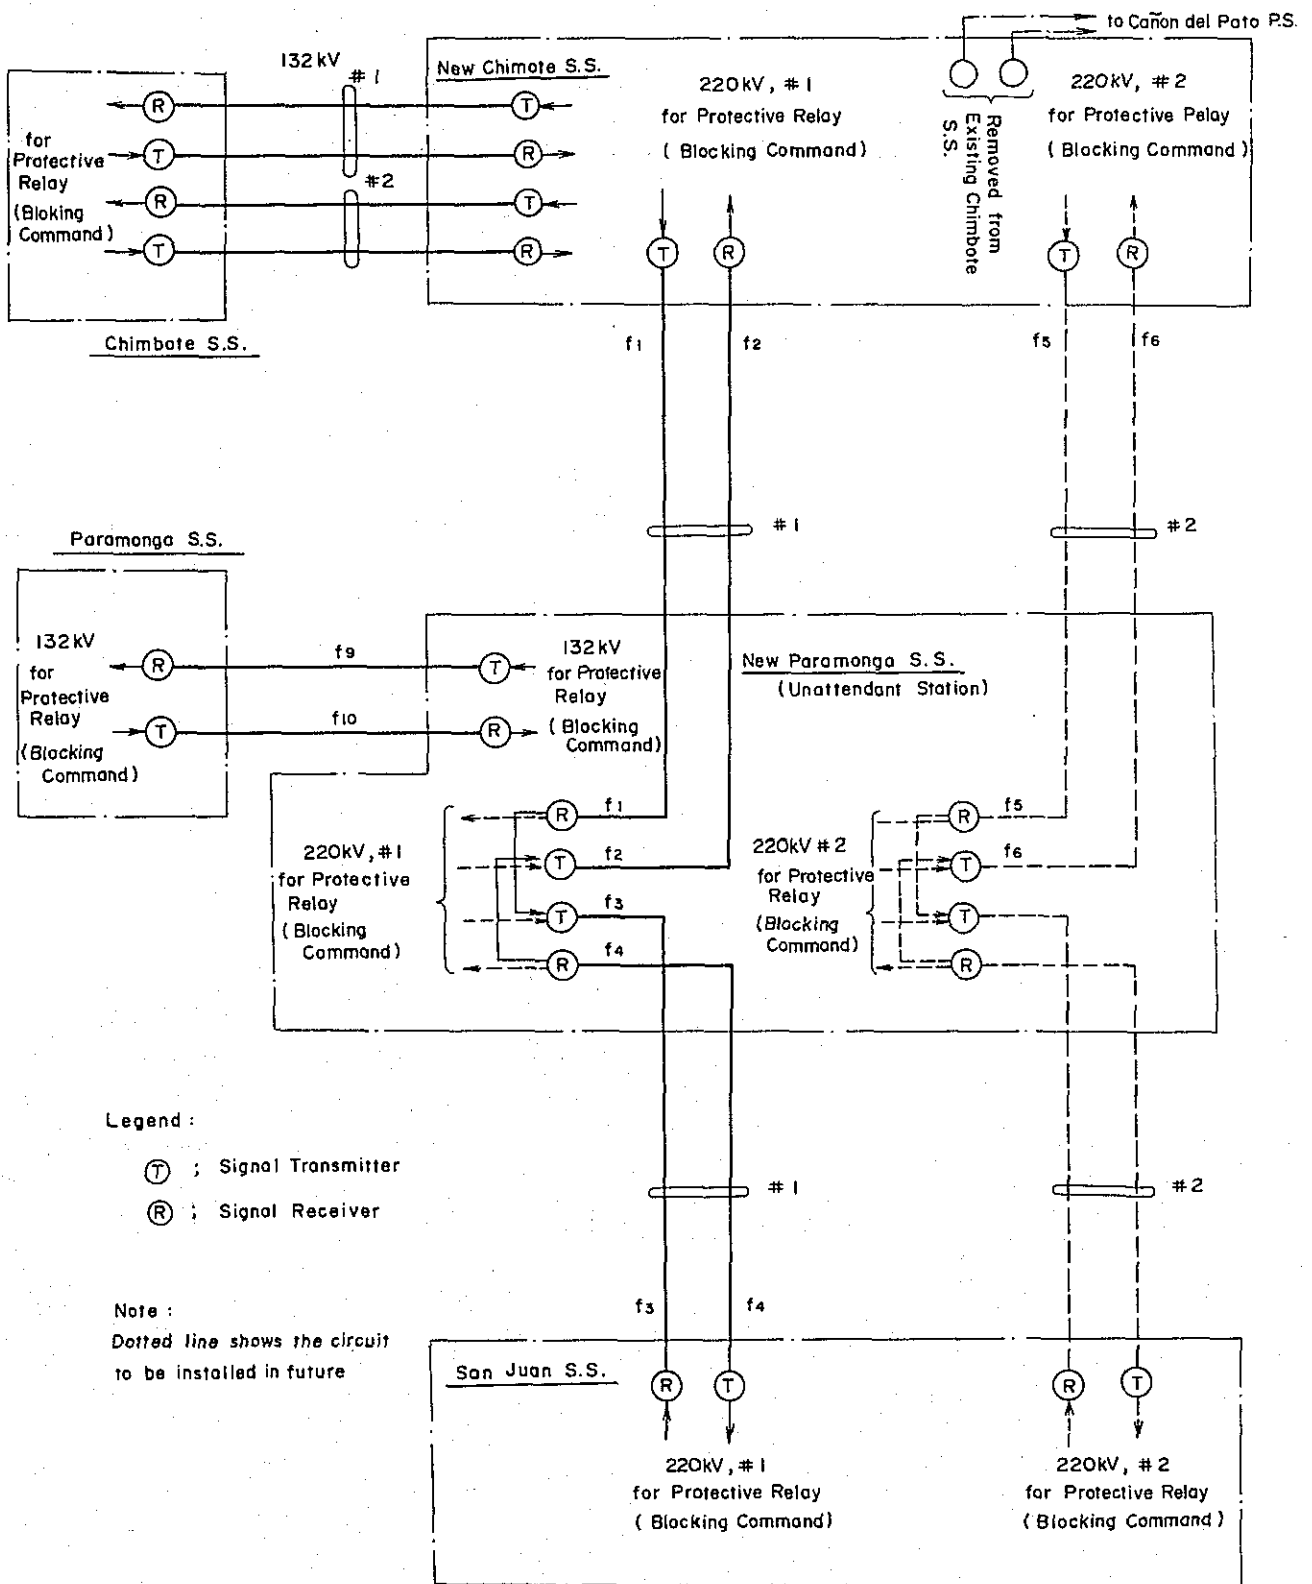 to Cañon del Pato P.S.
132 kV
#1
New Chimote S.S.
220kV, #1
for Protective Relay
( Blocking Command)
Removed from
Existing Chimbote
S.S.
220kV, #2
for Protective Pelay
( Blocking Command)
R
T
for
Protective
Relay
(Bloking
Command)
T
R
#2
R
T
T
R
T
R
T
R
Chimbote S.S.
f1
f2
f5
f6
#1
#2
Paramonga S.S.
132kV
for
Protective
Relay
(Blocking
Command)
R
f9
T
T
f10
R
132kV
for Protective
Relay
( Blocking
Command)
New Paramonga S.S.
(Unattendant Station)
220kV, #1
for Protective
Relay
( Blocking
Command)
R
f1
T
f2
T
f3
R
f4
220kV #2
for Protective
Relay
(Blocking
Command)
R
f5
T
f6
T
R
Legend :
T ; Signal Transmitter
R ; Signal Receiver
#1
#2
Note :
Dotted line shows the circuit
to be installed in future
f3
f4
San Juan S.S.
R
T
R
T
220kV, #1
for Protective Relay
( Blocking Command)
220kV, #2
for Protective Relay
(Blocking Command)